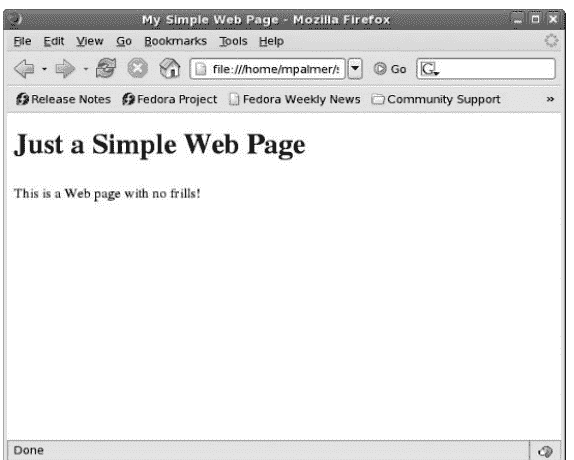 My Simple Web Page - Mozilla Firefox
File Edit View Go Bookmarks Tools Help
file:///home/mpalmer/s Go G
Release Notes Fedora Project Fedora Weekly News Community Support »
Just a Simple Web Page
This is a Web page with no frills!
Done